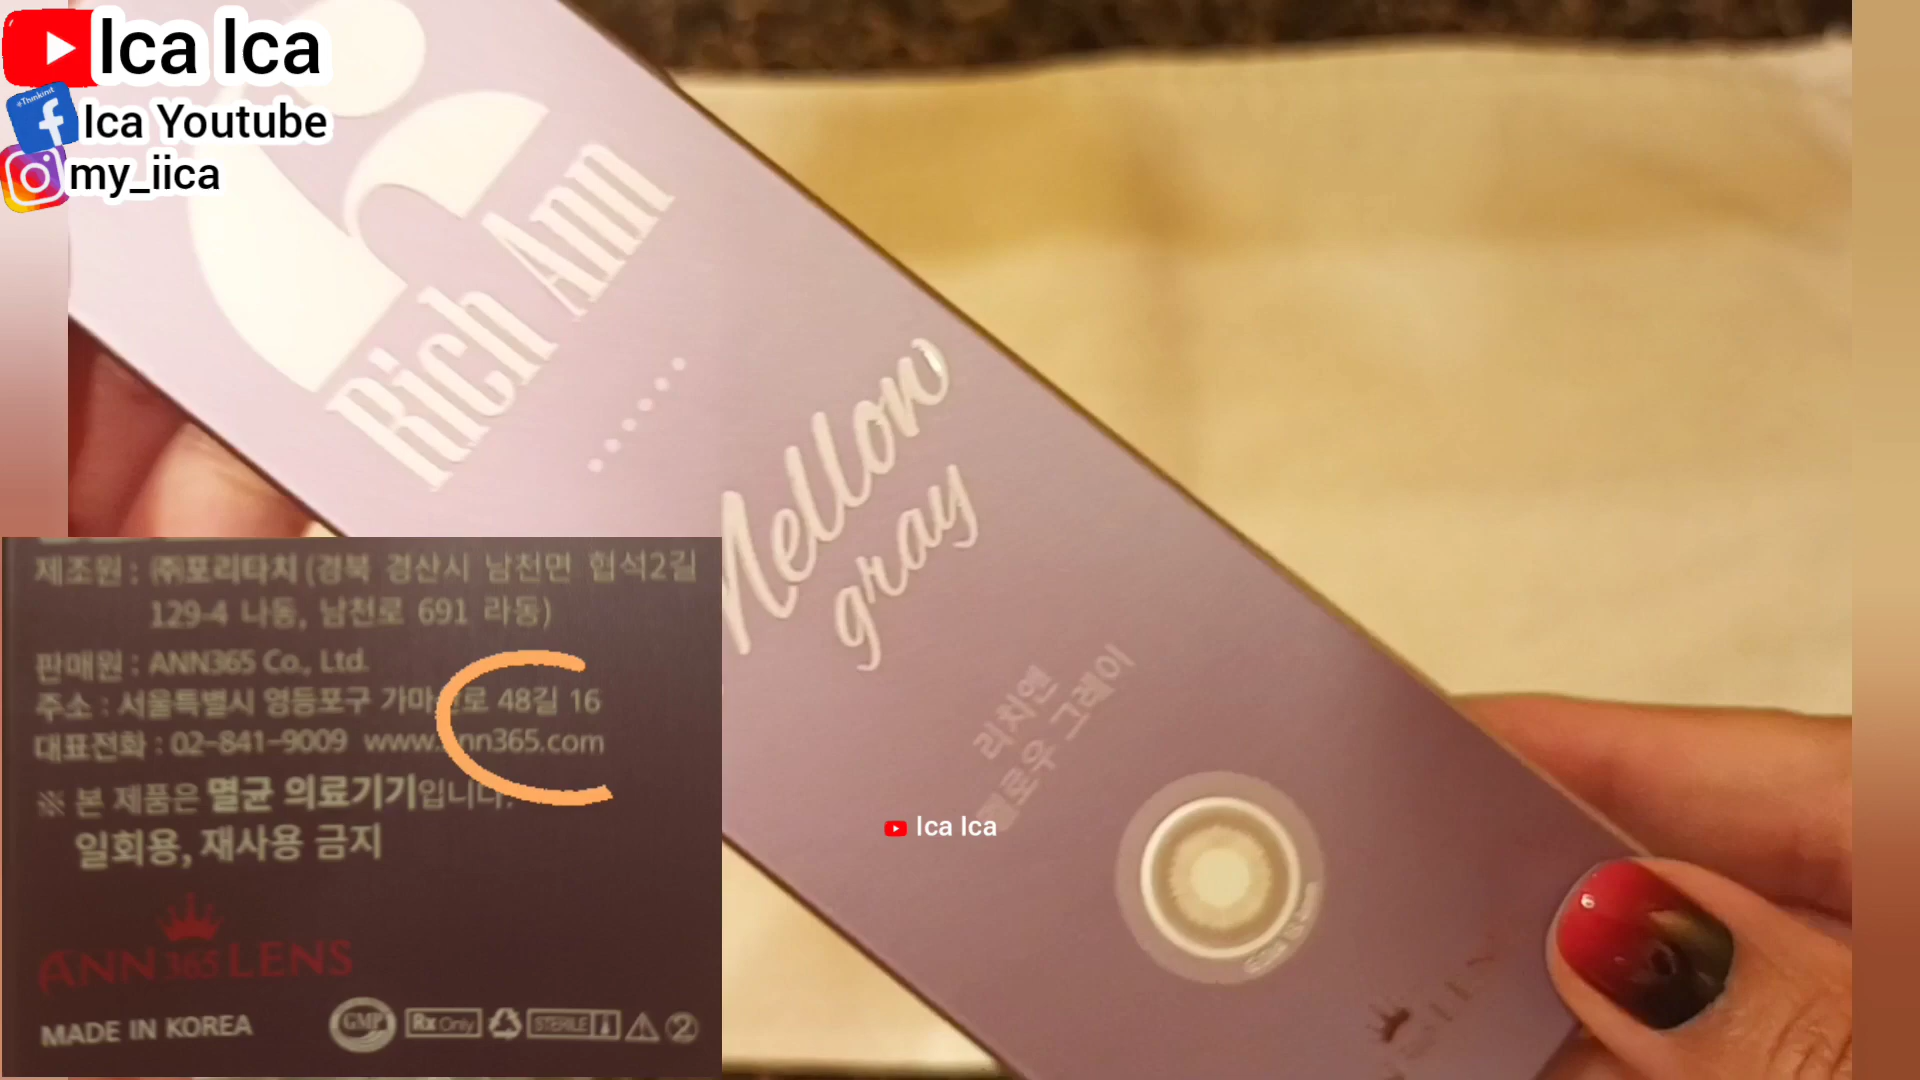 Ica Ica
Ica Youtube
my_iica
Rich Ann
Mellow
gray
리치앤
멜로우 그레이
Ica Ica
제조원 : ㈜포리타치 (경북 경산시 남천면 협석2길
129-4 나동, 남천로 691 라동)
판매원 : ANN365 Co., Ltd.
주소 : 서울특별시 영등포구 가마산로 48길 16
대표전화 : 02-841-9009 www.ann365.com
※ 본 제품은 멸균 의료기기입니다.
일회용, 재사용 금지
ANN365 LENS
MADE IN KOREA
GMP
Rx Only
STERILE
2